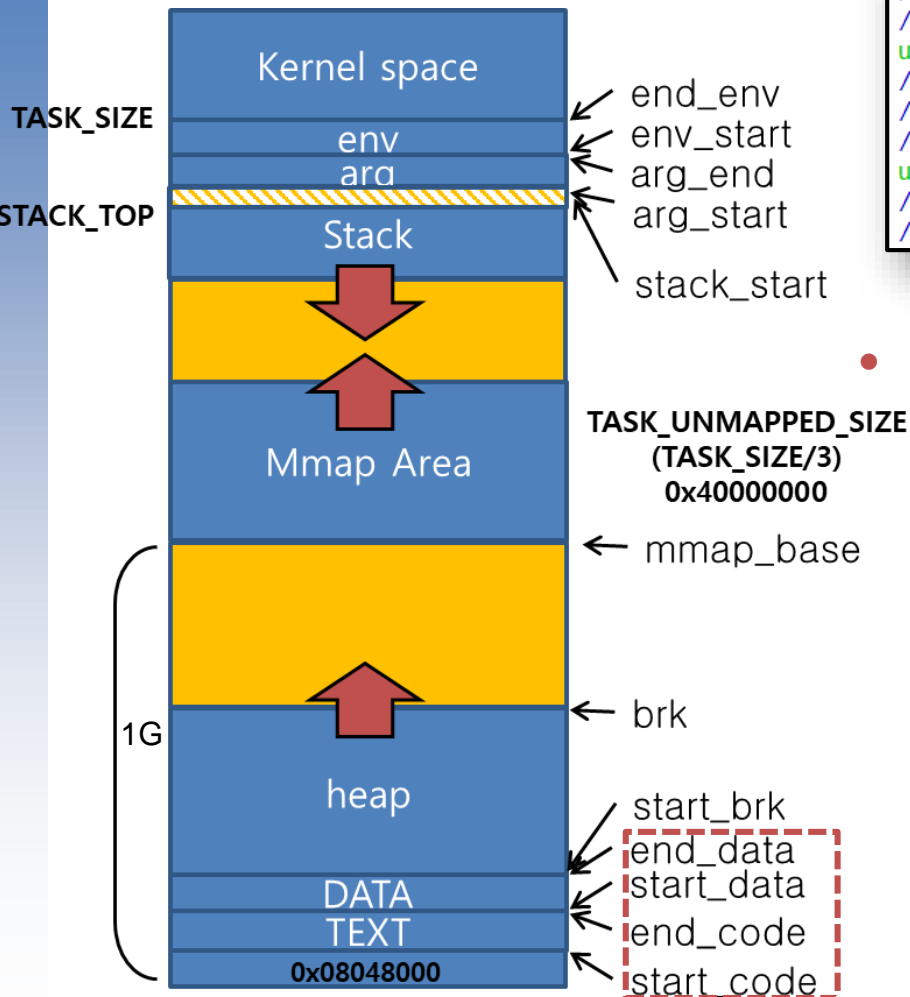 Kernel space
TASK_SIZE
env
arg
STACK_TOP
Stack
end_env
env_start
arg_end
arg_start
stack_start
Mmap Area
TASK_UNMAPPED_SIZE
(TASK_SIZE/3)
0x40000000
mmap_base
1G
brk
heap
start_brk
end_data
start_data
end_code
start_code
DATA
TEXT
0x08048000
/
u
/
/
/
u
/
/